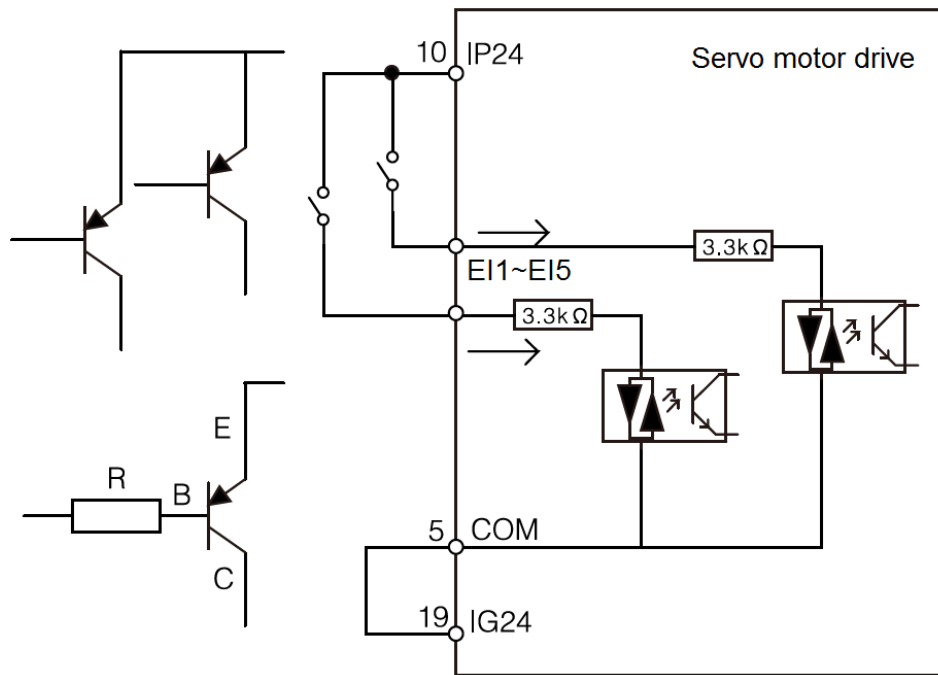 10 IP24
Servo motor drive
EI1~EI5
3.3kΩ
3.3kΩ
E
R
B
C
5 COM
19 IG24